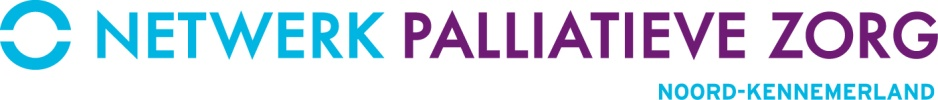 NETWERK PALLIATIEVE ZORG
NOORD-KENNEMERLAND